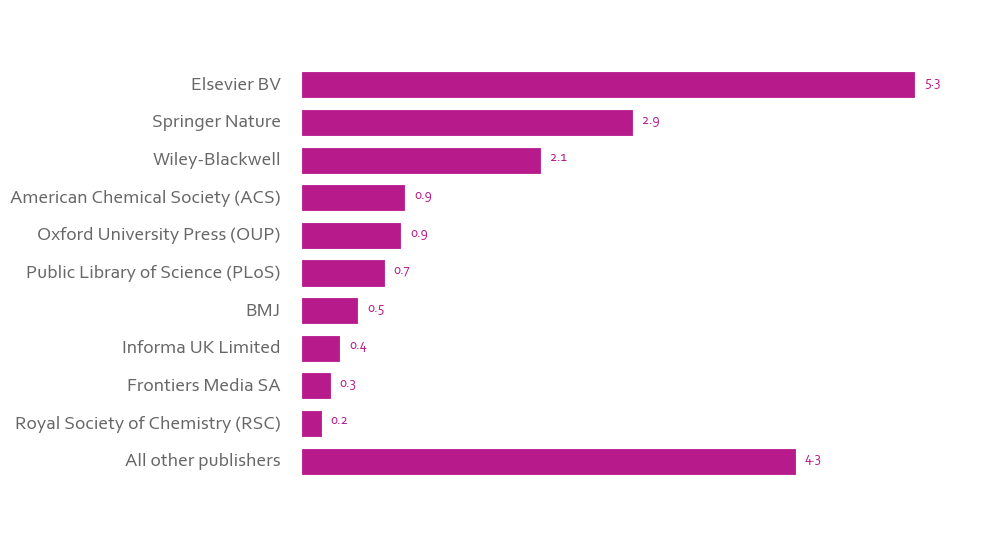 Elsevier BV 5.3
Springer Nature 2.9
Wiley-Blackwell 2.1
American Chemical Society (ACS) 0.9
Oxford University Press (OUP) 0.9
Public Library of Science (PLoS) 0.7
BMJ 0.5
Informa UK Limited 0.4
Frontiers Media SA 0.3
Royal Society of Chemistry (RSC) 0.2
All other publishers 4.3